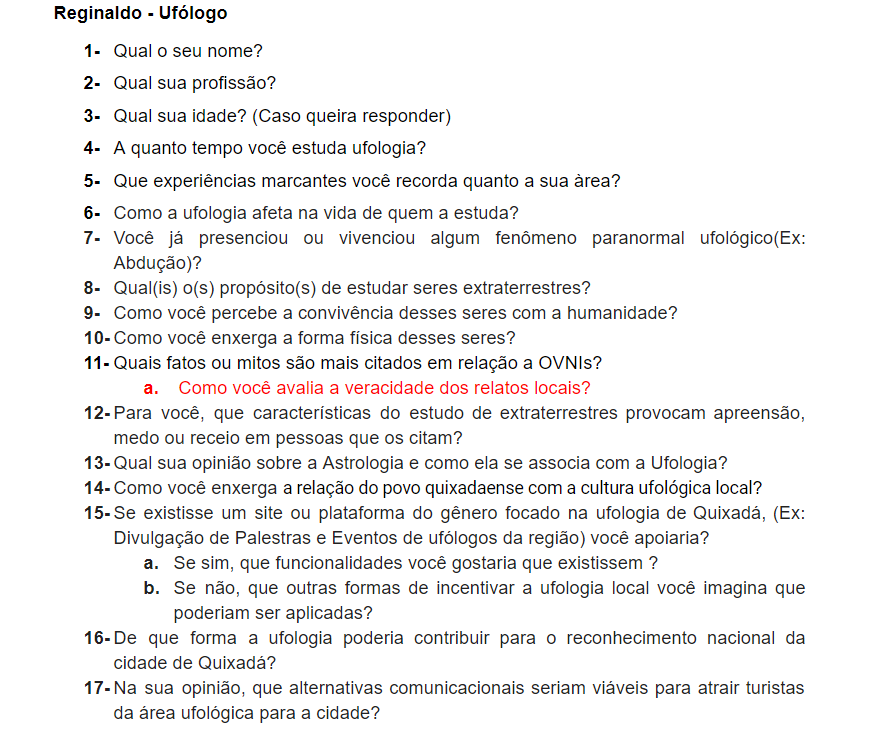 Reginaldo - Ufólogo
1- Qual o seu nome?
2- Qual sua profissão?
3- Qual sua idade? (Caso queira responder)
4- A quanto tempo você estuda ufologia?
5- Que experiências marcantes você recorda quanto a sua àrea?
6- Como a ufologia afeta na vida de quem a estuda?
7- Você já presenciou ou vivenciou algum fenômeno paranormal ufológico(Ex:
Abdução)?
8- Qual(is) o(s) propósito(s) de estudar seres extraterrestres?
9- Como você percebe a convivência desses seres com a humanidade?
10- Como você enxerga a forma física desses seres?
11- Quais fatos ou mitos são mais citados em relação a OVNIs?
a. Como você avalia a veracidade dos relatos locais?
12- Para você, que características do estudo de extraterrestres provocam apreensão,
medo ou receio em pessoas que os citam?
13- Qual sua opinião sobre a Astrologia e como ela se associa com a Ufologia?
14- Como você enxerga a relação do povo quixadaense com a cultura ufológica local?
15- Se existisse um site ou plataforma do gênero focado na ufologia de Quixadá, (Ex:
Divulgação de Palestras e Eventos de ufólogos da região) você apoiaria?
a. Se sim, que funcionalidades você gostaria que existissem ?
b. Se não, que outras formas de incentivar a ufologia local você imagina que
poderiam ser aplicadas?
16- De que forma a ufologia poderia contribuir para o reconhecimento nacional da
cidade de Quixadá?
17- Na sua opinião, que alternativas comunicacionais seriam viáveis para atrair turistas
da área ufológica para a cidade?